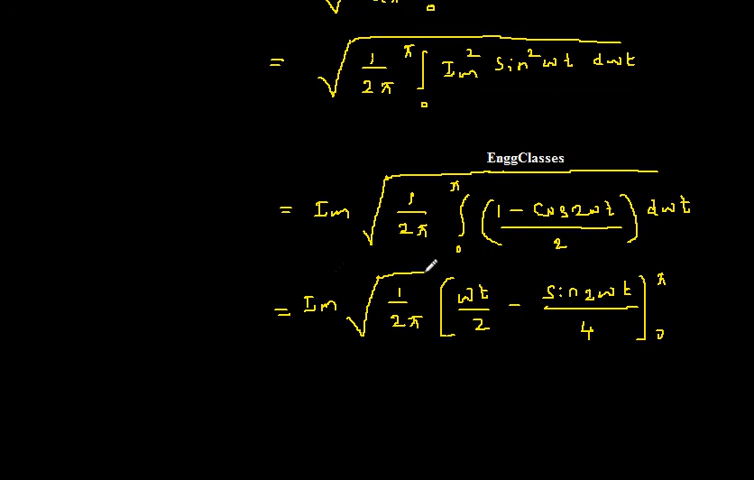 = √ 1/2π ∫₀^π Im² Sin²ωt dωt
EnggClasses
= Im √ 1/2π ∫₀^π (1 - Cos2ωt / 2) dωt
= Im √ 1/2π [ωt/2 - Sin2ωt/4]₀^π